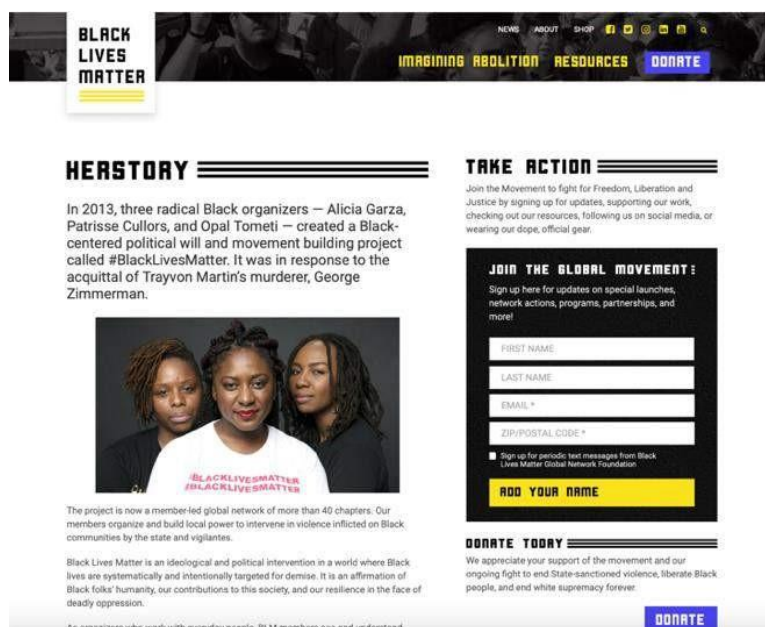 BLACK
LIVES
MATTER
NEWS ABOUT SHOP
IMAGINING ABOLITION RESOURCES DONATE
HERSTORY
In 2013, three radical Black organizers — Alicia Garza,
Patrisse Cullors, and Opal Tometi — created a Black-
centered political will and movement building project
called #BlackLivesMatter. It was in response to the
acquittal of Trayvon Martin's murderer, George
Zimmerman.
#BLACKLIVESMATTER
#BLACKLIVESMATTER
The project is now a member-led global network of more than 40 chapters. Our
members organize and build local power to intervene in violence inflicted on Black
communities by the state and vigilantes.
Black Lives Matter is an ideological and political intervention in a world where Black
lives are systematically and intentionally targeted for demise. It is an affirmation of
Black folks' humanity, our contributions to this society, and our resilience in the face of
deadly oppression.
TAKE ACTION
Join the Movement to fight for Freedom, Liberation and
Justice by signing up for updates, supporting our work,
checking out our resources, following us on social media, or
wearing our dope, official gear.
JOIN THE GLOBAL MOVEMENT
Sign up here for updates on special launches,
network actions, programs, partnerships, and
more!
FIRST NAME
LAST NAME
EMAIL *
ZIP/POSTAL CODE *
Sign up for periodic text messages from Black
Lives Matter Global Network Foundation
ADD YOUR NAME
DONATE TODAY
We appreciate your support of the movement and our
ongoing fight to end State-sanctioned violence, liberate Black
people, and end white supremacy forever.
DONATE